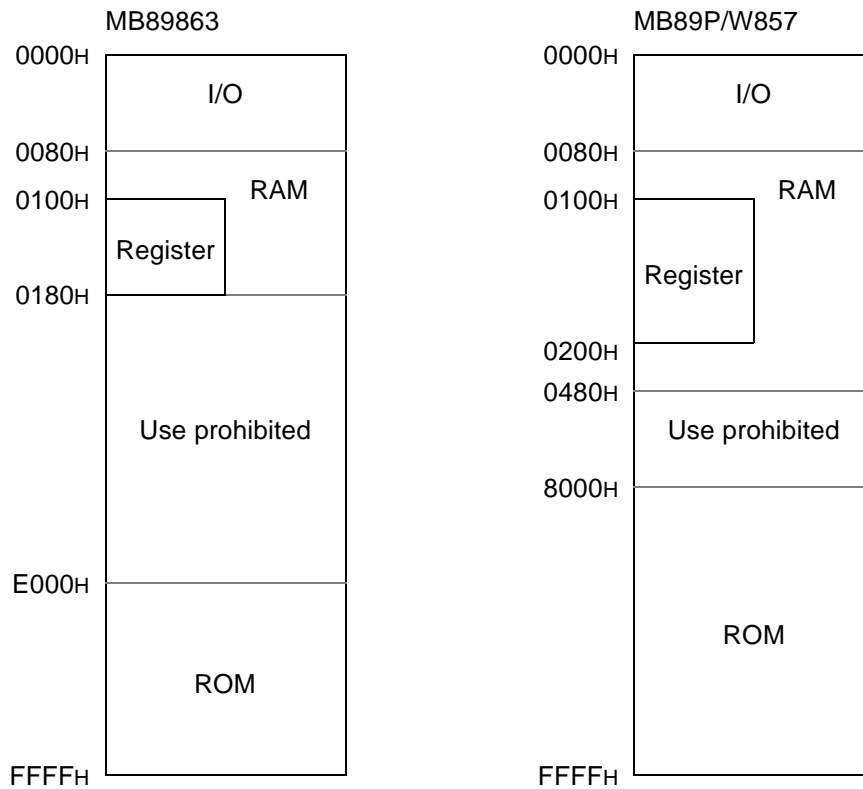 MB89863
0000H
I/O
0080H
RAM
0100H
Register
0180H
Use prohibited
E000H
ROM
FFFFH
MB89P/W857
0000H
I/O
0080H
RAM
0100H
Register
0200H
0480H
Use prohibited
8000H
ROM
FFFFH